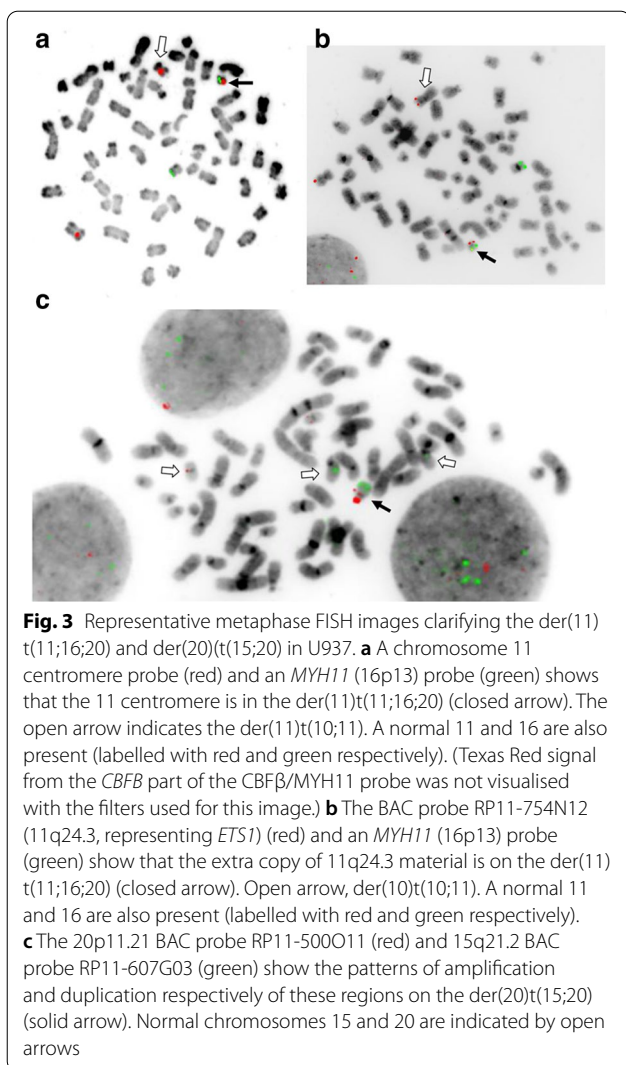 a
b
c
Fig. 3 Representative metaphase FISH images clarifying the der(11)
t(11;16;20) and der(20)(t(15;20) in U937. a A chromosome 11
centromere probe (red) and an MYH11 (16p13) probe (green) shows
that the 11 centromere is in the der(11)t(11;16;20) (closed arrow). The
open arrow indicates the der(11)t(10;11). A normal 11 and 16 are also
present (labelled with red and green respectively). (Texas Red signal
from the CBFB part of the CBFβ/MYH11 probe was not visualised
with the filters used for this image.) b The BAC probe RP11-754N12
(11q24.3, representing ETS1) (red) and an MYH11 (16p13) probe
(green) show that the extra copy of 11q24.3 material is on the der(11)
t(11;16;20) (closed arrow). Open arrow, der(10)t(10;11). A normal 11
and 16 are also present (labelled with red and green respectively).
c The 20p11.21 BAC probe RP11-500O11 (red) and 15q21.2 BAC
probe RP11-607G03 (green) show the patterns of amplification
and duplication respectively of these regions on the der(20)t(15;20)
(solid arrow). Normal chromosomes 15 and 20 are indicated by open
arrows